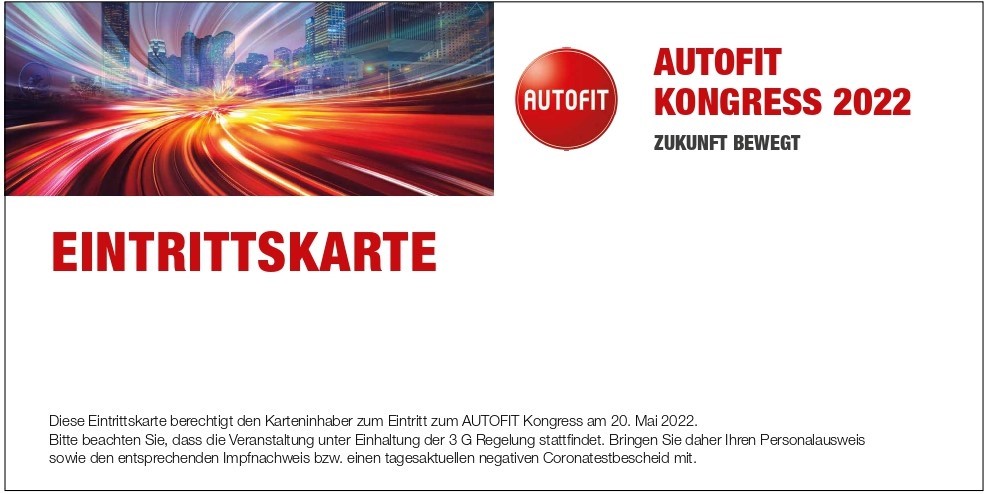 AUTOFIT
AUTOFIT
KONGRESS 2022
ZUKUNFT BEWEGT
EINTRITTSKARTE
Diese Eintrittskarte berechtigt den Karteninhaber zum Eintritt zum AUTOFIT Kongress am 20. Mai 2022.
Bitte beachten Sie, dass die Veranstaltung unter Einhaltung der 3 G Regelung stattfindet. Bringen Sie daher Ihren Personalausweis
sowie den entsprechenden Impfnachweis bzw. einen tagesaktuellen negativen Coronatestbescheid mit.